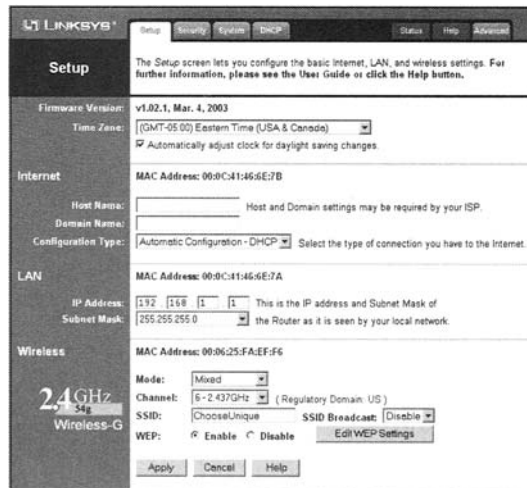 LINKSYS®
Setup Security System DHCP Status Help Advanced
Setup
The Setup screen lets you configure the basic Internet, LAN, and wireless settings. For
further information, please see the User Guide or click the Help button.
Firmware Version: v1.02.1, Mar. 4, 2003
Time Zone: (GMT-05:00) Eastern Time (USA & Canada)
Automatically adjust clock for daylight saving changes.
Internet MAC Address: 00:0C:41:46:6E:7B
Host Name: Host and Domain settings may be required by your ISP.
Domain Name:
Configuration Type: Automatic Configuration - DHCP Select the type of connection you have to the Internet.
LAN MAC Address: 00:0C:41:46:6E:7A
IP Address: 192 .168 .1 .1 This is the IP address and Subnet Mask of
Subnet Mask: 255.255.255.0 the Router as it is seen by your local network.
Wireless MAC Address: 00:06:25:FA:EF:F6
Mode: Mixed
Channel: 6 - 2.437GHz ( Regulatory Domain: US )
SSID: ChooseUnique SSID Broadcast: Disable
WEP: Enable Disable Edit WEP Settings
2.4GHz
54g
Wireless-G
Apply Cancel Help